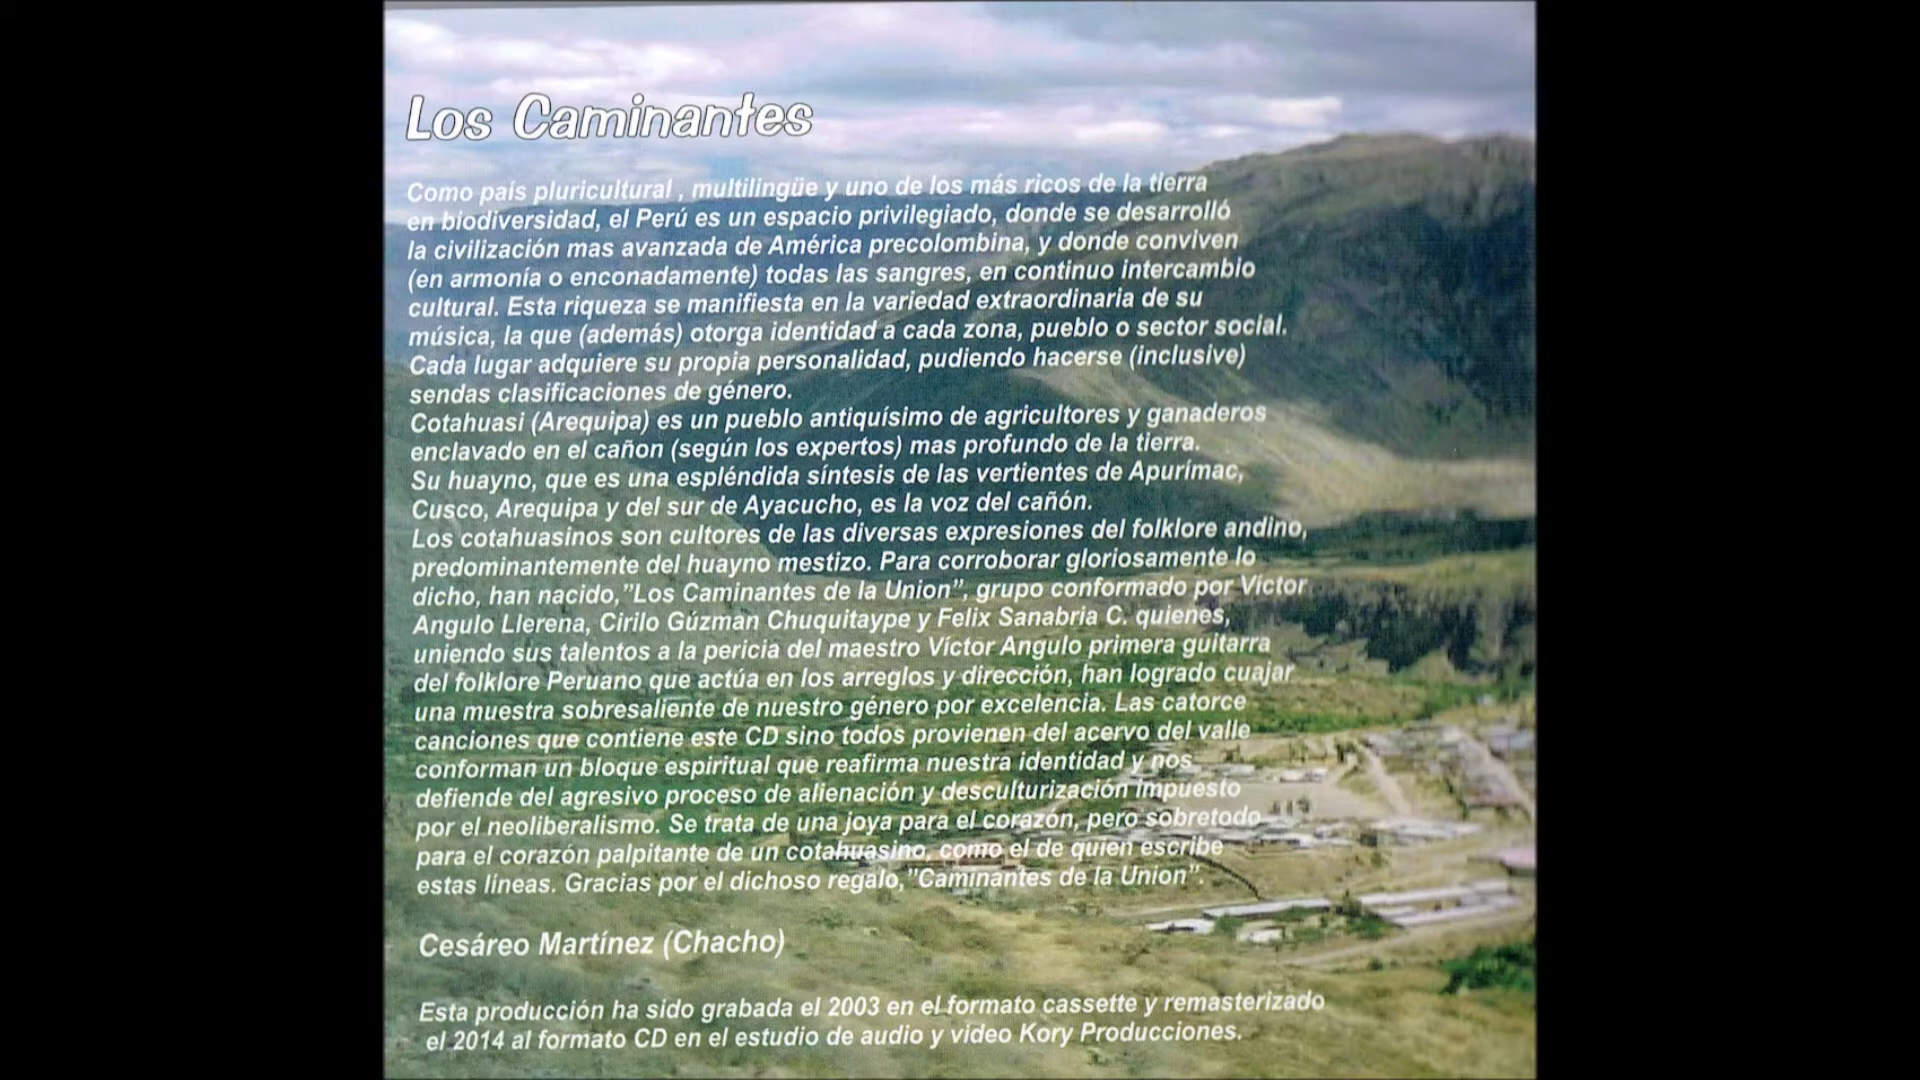 Los Caminantes
Como país pluricultural , multilingüe y uno de los más ricos de la tierra
en biodiversidad, el Perú es un espacio privilegiado, donde se desarrolló
la civilización mas avanzada de América precolombina, y donde conviven
(en armonía o enconadamente) todas las sangres, en continuo intercambio
cultural. Esta riqueza se manifiesta en la variedad extraordinaria de su
música, la que (además) otorga identidad a cada zona, pueblo o sector social.
Cada lugar adquiere su propia personalidad, pudiendo hacerse (inclusive)
sendas clasificaciones de género.
Cotahuasi (Arequipa) es un pueblo antiquísimo de agricultores y ganaderos
enclavado en el cañon (según los expertos) mas profundo de la tierra.
Su huayno, que es una espléndida síntesis de las vertientes de Apurímac,
Cusco, Arequipa y del sur de Ayacucho, es la voz del cañón.
Los cotahuasinos son cultores de las diversas expresiones del folklore andino,
predominantemente del huayno mestizo. Para corroborar gloriosamente lo
dicho, han nacido,"Los Caminantes de la Union", grupo conformado por Víctor
Angulo Llerena, Cirilo Gúzmán Chuquitaype y Felix Sanabria C. quienes,
uniendo sus talentos a la pericia del maestro Víctor Angulo primera guitarra
del folklore Peruano que actúa en los arreglos y dirección, han logrado cuajar
una muestra sobresaliente de nuestro género por excelencia. Las catorce
canciones que contiene este CD sino todos provienen del acervo del valle
conforman un bloque espiritual que reafirma nuestra identidad y nos
defiende del agresivo proceso de alienación y desculturización impuesto
por el neoliberalismo. Se trata de una joya para el corazón, pero sobretodo
para el corazón palpitante de un cotahuasino, como el de quien escribe
estas líneas. Gracias por el dichoso regalo,"Caminantes de la Union".
Cesáreo Martínez (Chacho)
Esta producción ha sido grabada el 2003 en el formato cassette y remasterizado
el 2014 al formato CD en el estudio de audio y video Kory Producciones.